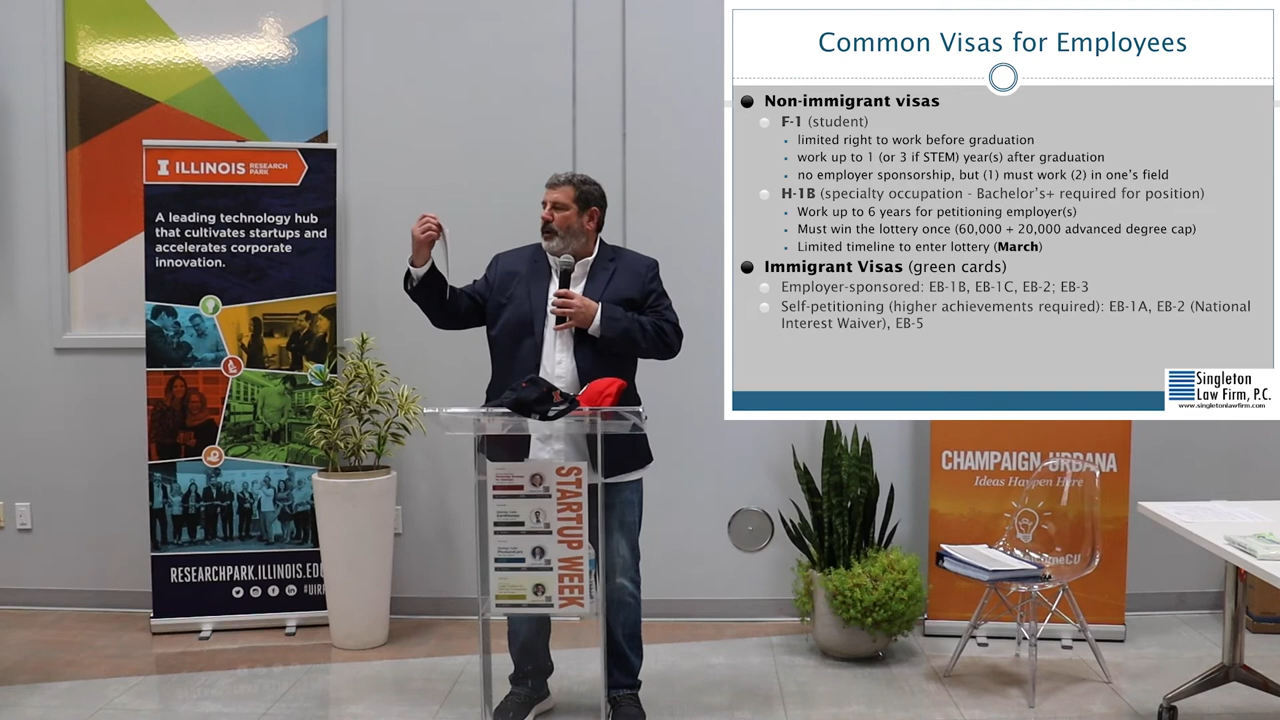 ILLINOIS RESEARCH PARK
A leading technology hub
that cultivates startups and
accelerates corporate
innovation.
RESEARCHPARK.ILLINOIS.EDU
STARTUP WEEK
Common Visas for Employees
Non-immigrant visas
F-1 (student)
limited right to work before graduation
work up to 1 (or 3 if STEM) year(s) after graduation
no employer sponsorship, but (1) must work (2) in one's field
H-1B (specialty occupation - Bachelor's+ required for position)
Work up to 6 years for petitioning employer(s)
Must win the lottery once (60,000 + 20,000 advanced degree cap)
Limited timeline to enter lottery (March)
Immigrant Visas (green cards)
Employer-sponsored: EB-1B, EB-1C, EB-2; EB-3
Self-petitioning (higher achievements required): EB-1A, EB-2 (National
Interest Waiver), EB-5
Singleton
Law Firm, P.C.
www.singletonlawfirm.com
CHAMPAIGN URBANA
Ideas Happen Here